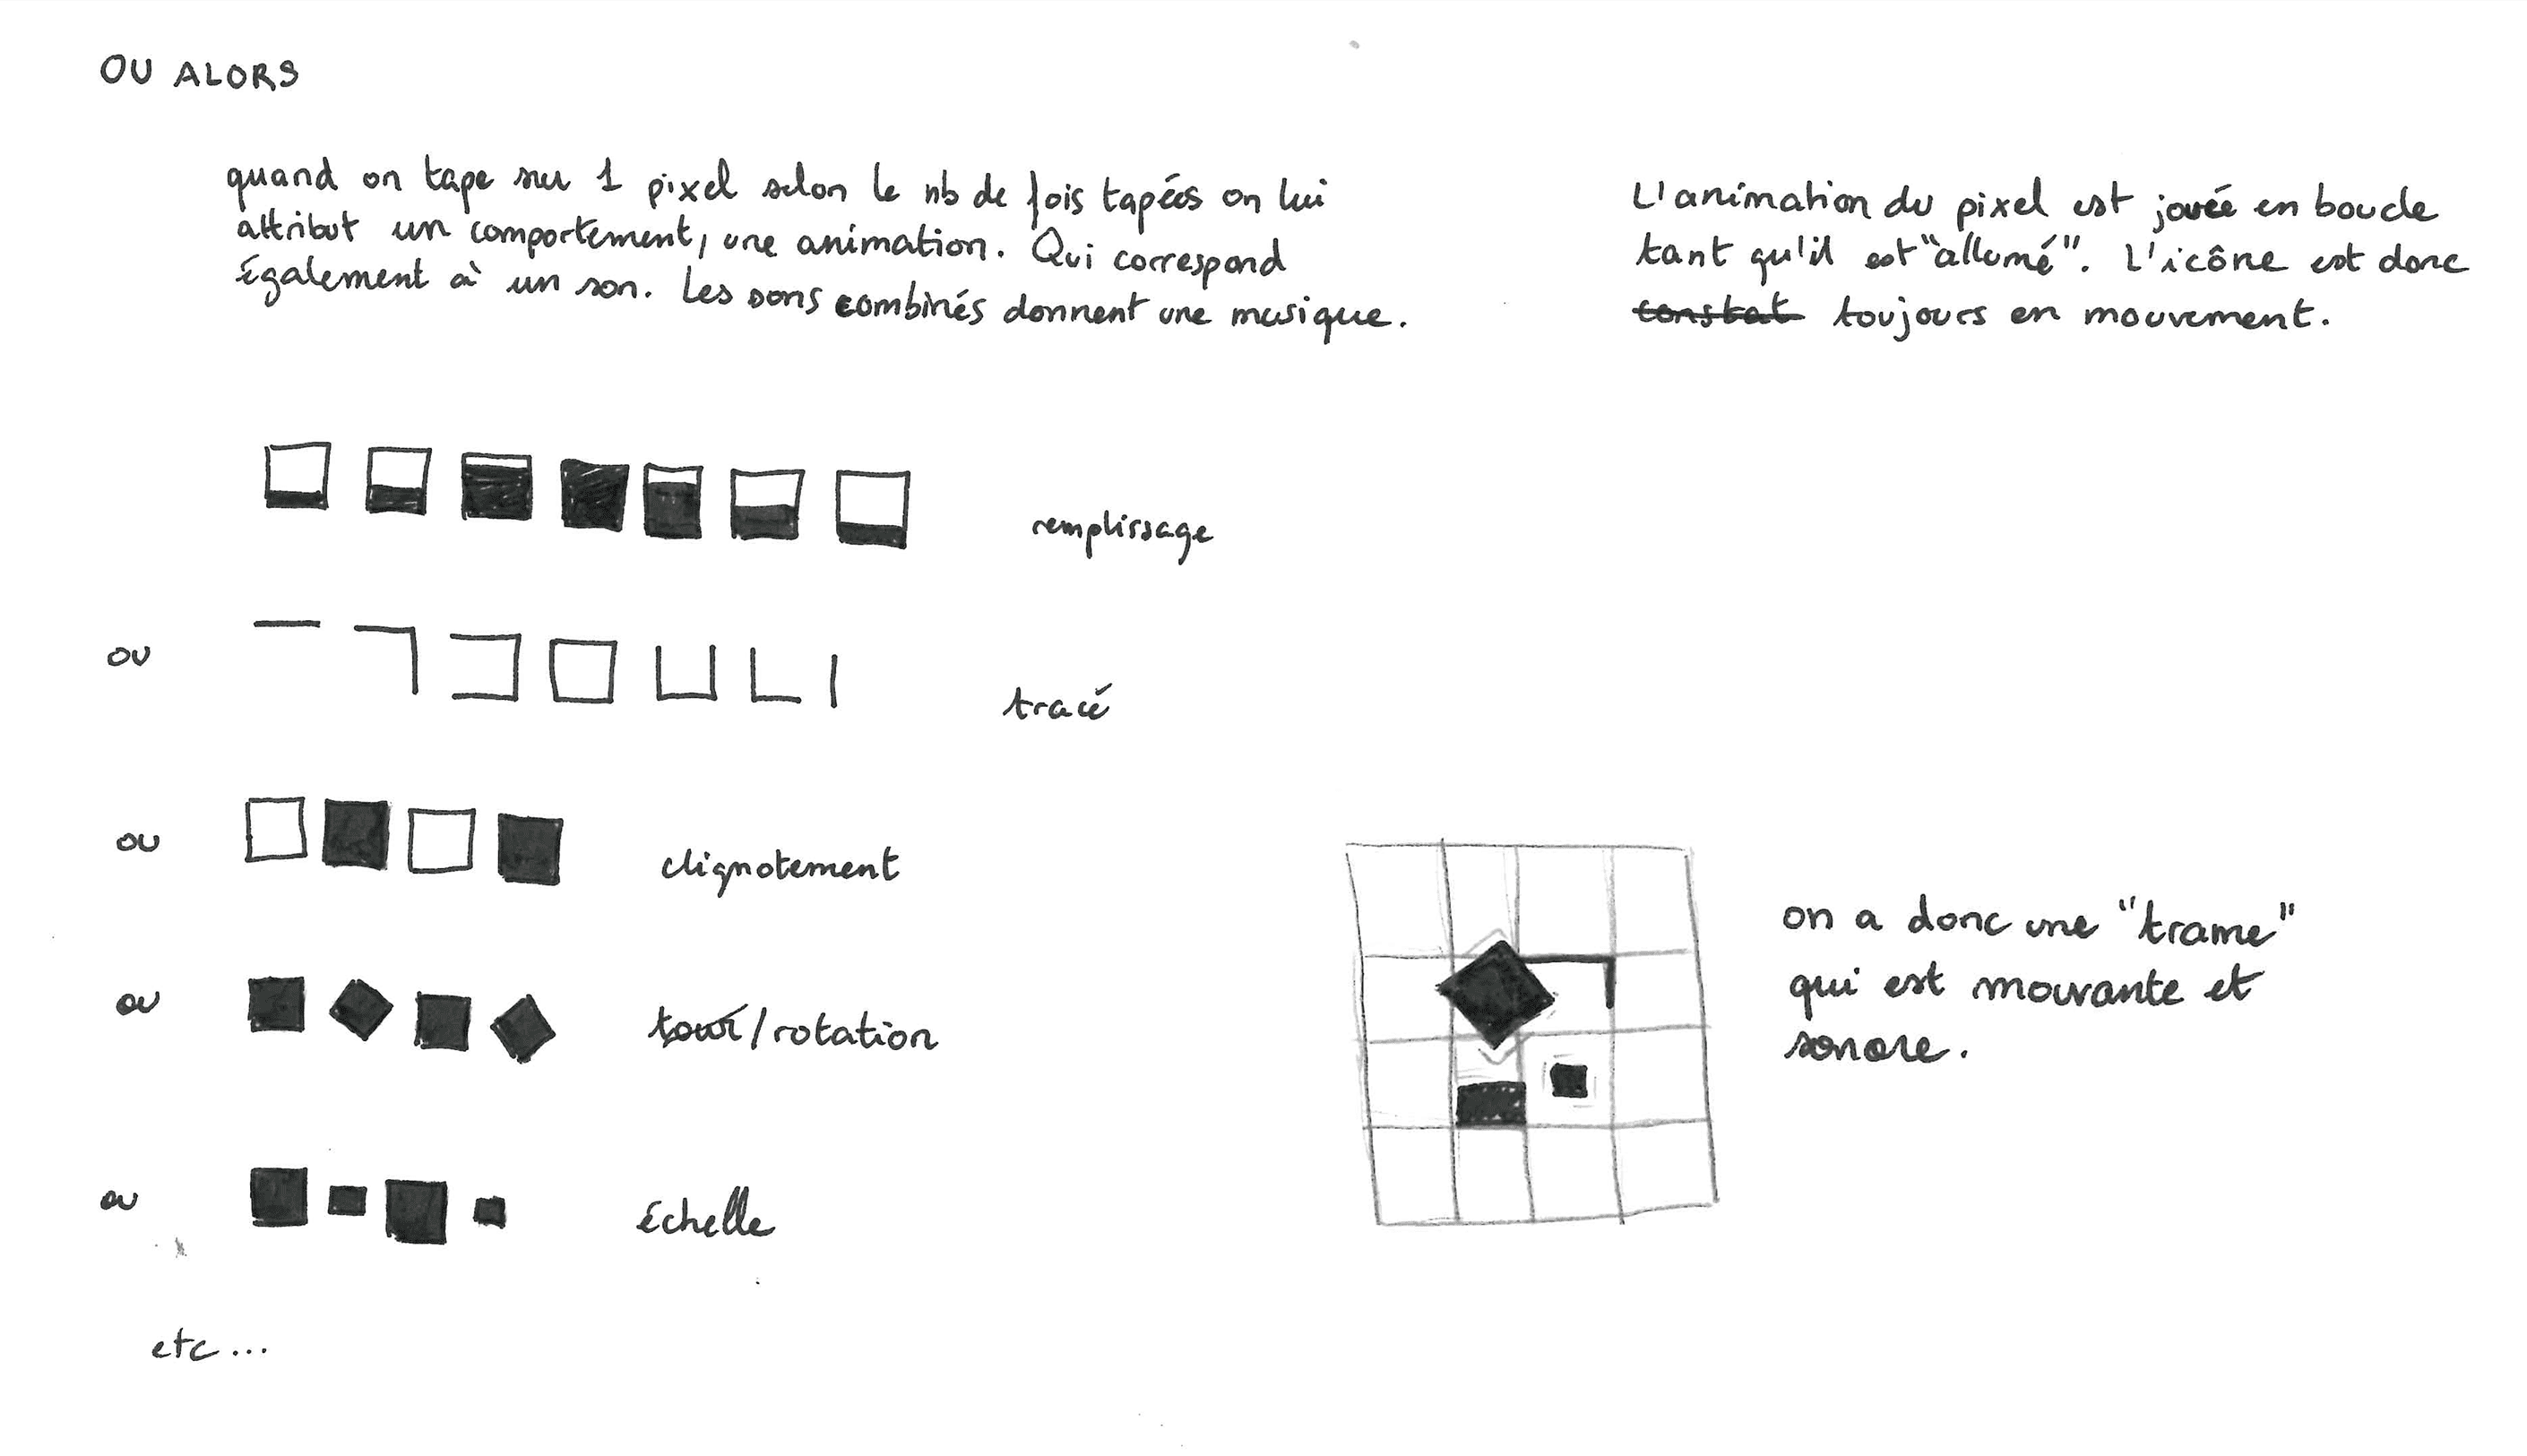 OU ALORS
quand on tape sur 1 pixel selon le nb de fois tapées on lui
attribut un comportement, une animation. Qui correspond
également à un son. Les sons combinés donnent une musique.
L'animation du pixel est jouée en boucle
tant qu'il est "allumé". L'icône est donc
constat toujours en mouvement.
remplissage
ou
tracé
ou
clignotement
ou
tour/rotation
on a donc une "trame"
qui est mouvante et
sonore.
ou
échelle
etc...